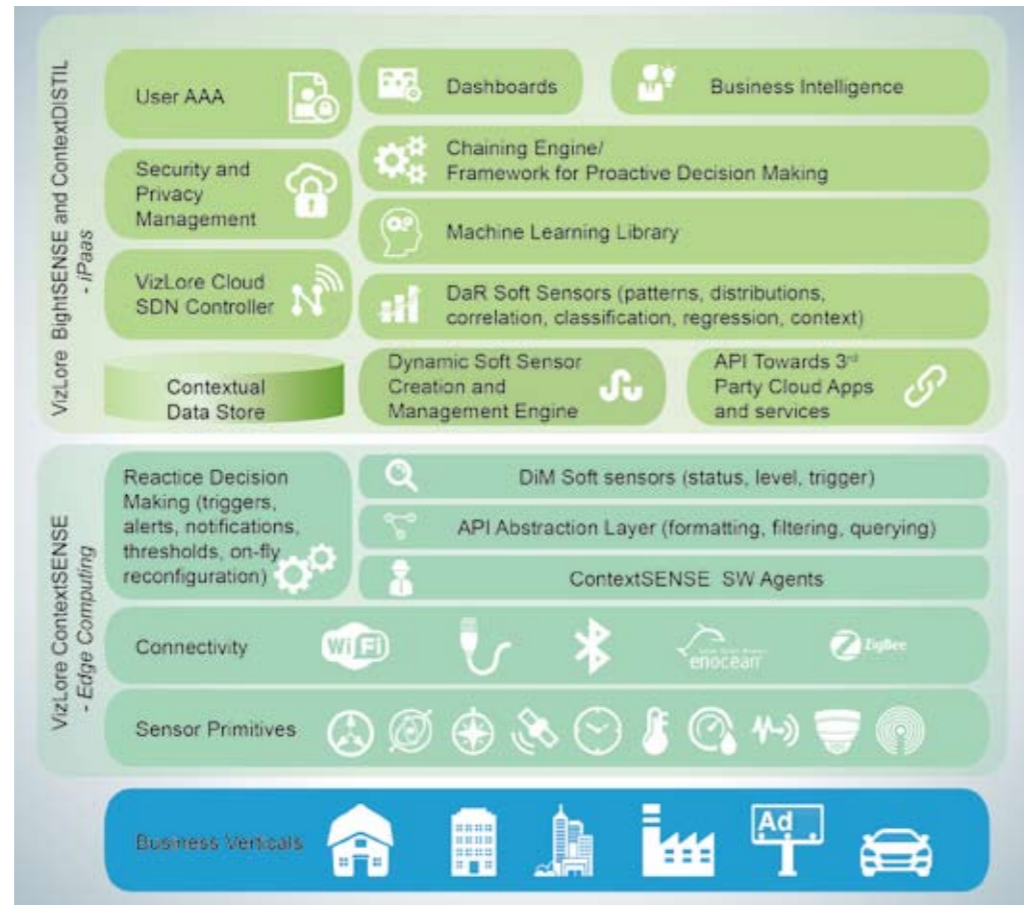 VizLore BightSENSE and ContextDISTIL
- iPaas
User AAA
Dashboards
Business Intelligence
Security and
Privacy
Management
Chaining Engine/
Framework for Proactive Decision Making
Machine Learning Library
VizLore Cloud
SDN Controller
DaR Soft Sensors (patterns, distributions,
correlation, classification, regression, context)
Contextual
Data Store
Dynamic Soft Sensor
Creation and
Management Engine
API Towards 3rd
Party Cloud Apps
and services
VizLore ContextSENSE
- Edge Computing
Reactice Decision
Making (triggers,
alerts, notifications,
thresholds, on-fly
reconfiguration)
DiM Soft sensors (status, level, trigger)
API Abstraction Layer (formatting, filtering, querying)
ContextSENSE SW Agents
Connectivity
WiFi
enocean
ZigBee
Sensor Primitives
Business Verticals
Ad